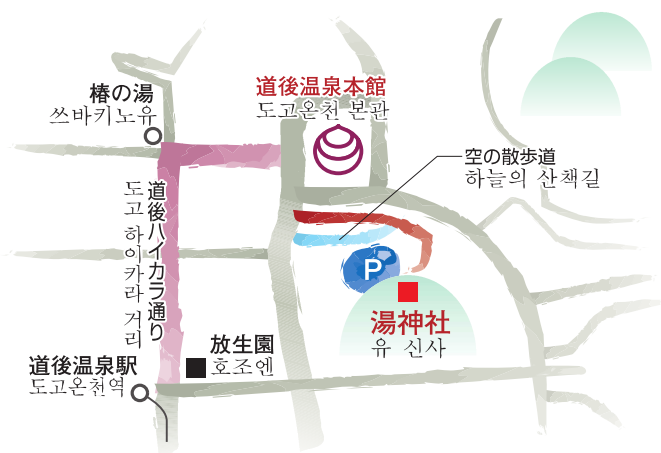 椿の湯
쓰바키노유
道後温泉本館
도고온천 본관
空の散歩道
하늘의 산책길
道後ハイカラ通り
도고 하이카라 거리
P
湯神社
유 신사
放生園
호조엔
道後温泉駅
도고온천역